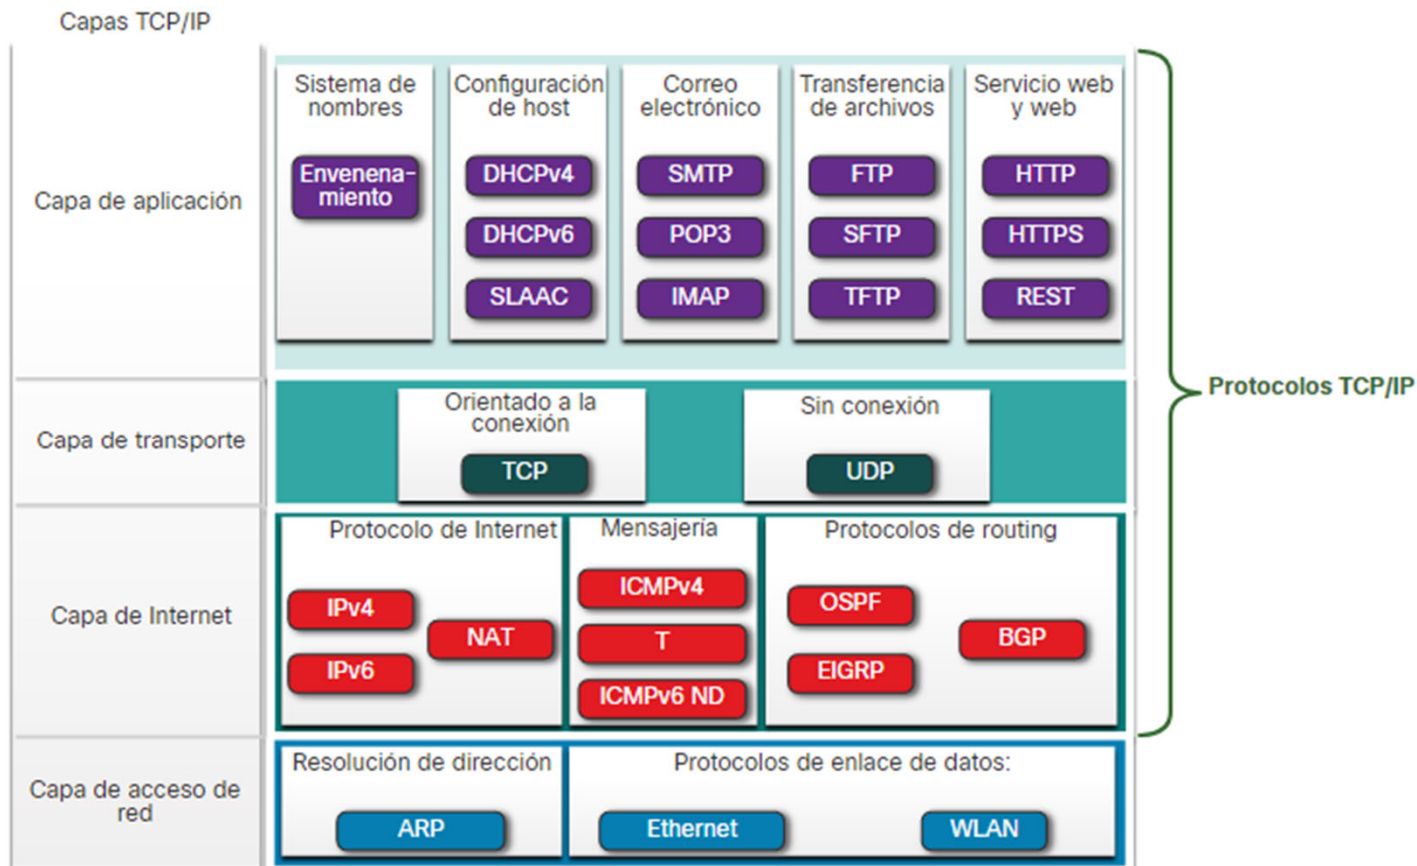 Capas TCP/IP
Capa de aplicación
Sistema de
nombres
Envenena-
miento
Configuración
de host
DHCPv4
DHCPv6
SLAAC
Correo
electrónico
SMTP
POP3
IMAP
Transferencia
de archivos
FTP
SFTP
TFTP
Servicio web
y web
HTTP
HTTPS
REST
Protocolos TCP/IP
Capa de transporte
Orientado a la
conexión
TCP
Sin conexión
UDP
Capa de Internet
Protocolo de Internet
IPv4
NAT
IPv6
Mensajería
ICMPv4
T
ICMPv6 ND
Protocolos de routing
OSPF
BGP
EIGRP
Capa de acceso de
red
Resolución de dirección
ARP
Protocolos de enlace de datos:
Ethernet
WLAN